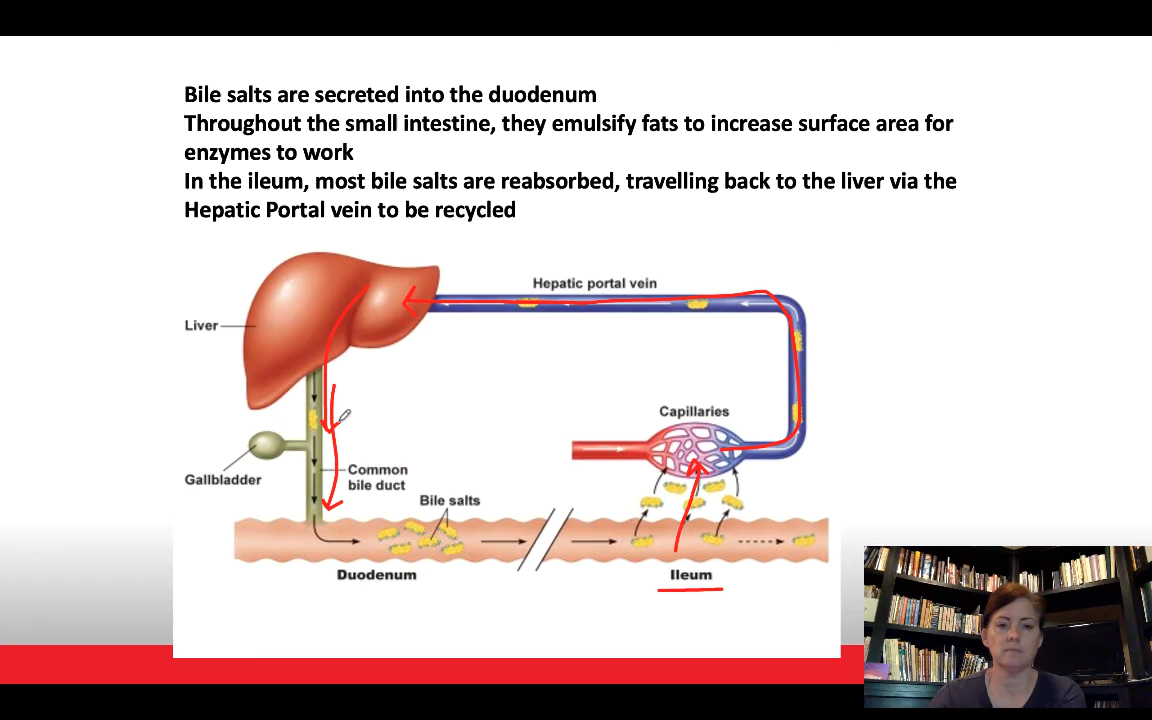 Bile salts are secreted into the duodenum
Throughout the small intestine, they emulsify fats to increase surface area for
enzymes to work
In the ileum, most bile salts are reabsorbed, travelling back to the liver via the
Hepatic Portal vein to be recycled
Hepatic portal vein
Liver
Capillaries
Gallbladder
Common
bile duct
Bile salts
Duodenum
Ileum